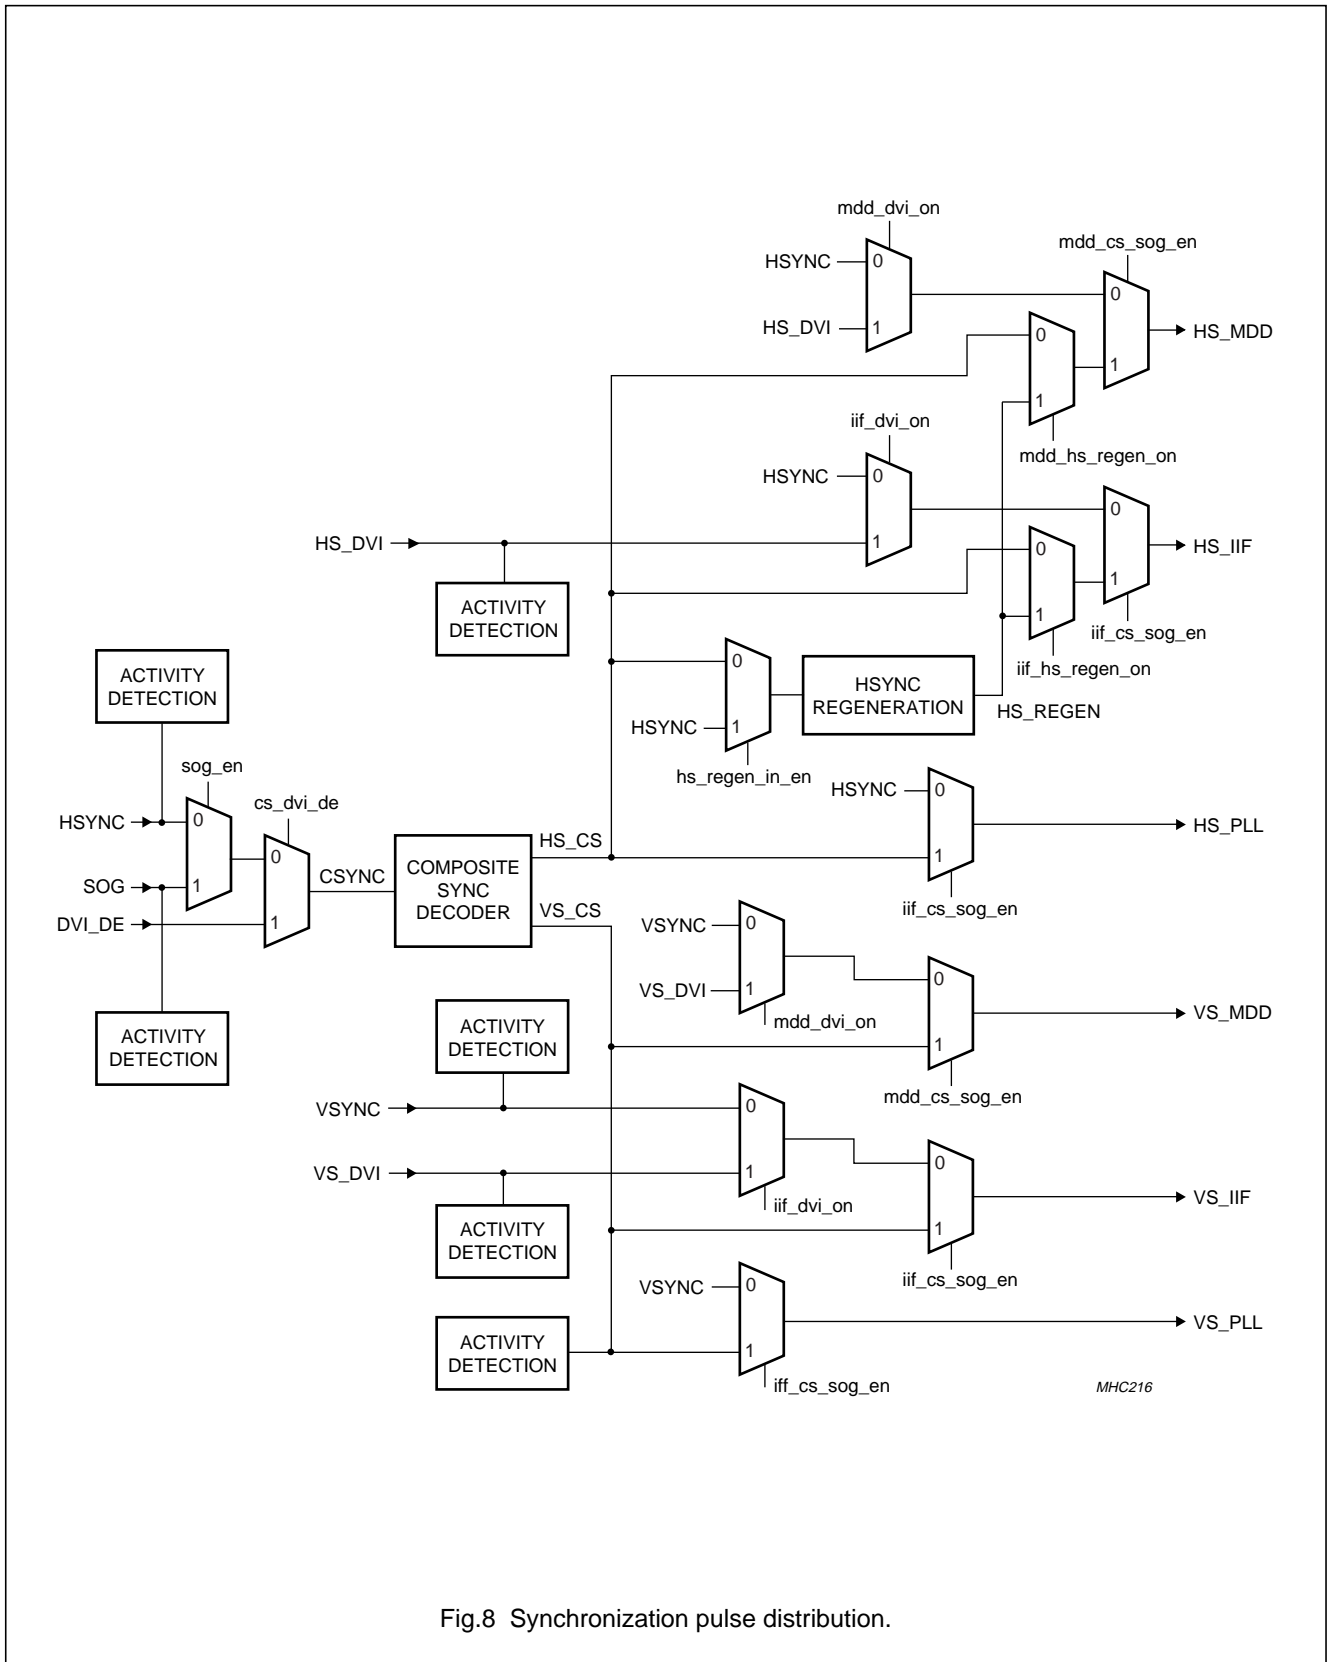 mdd_dvi_on
mdd_cs_sog_en
HSYNC
0
0
HS_DVI
1
0
HS_MDD
1
1
iif_dvi_on
mdd_hs_regen_on
HSYNC
0
0
HS_DVI
1
0
HS_IIF
1
ACTIVITY
DETECTION
1
iif_cs_sog_en
iif_hs_regen_on
ACTIVITY
DETECTION
0
HSYNC
REGENERATION
HS_REGEN
HSYNC
1
sog_en
hs_regen_in_en
cs_dvi_de
HSYNC
0
HSYNC
0
HS_PLL
0
CSYNC
COMPOSITE
SYNC
DECODER
HS_CS
1
SOG
1
DVI_DE
1
VS_CS
iif_cs_sog_en
VSYNC
0
0
VS_DVI
1
VS_MDD
mdd_dvi_on
ACTIVITY
DETECTION
ACTIVITY
DETECTION
1
mdd_cs_sog_en
VSYNC
0
0
VS_DVI
1
VS_IIF
iif_dvi_on
ACTIVITY
DETECTION
1
iif_cs_sog_en
VSYNC
0
VS_PLL
ACTIVITY
DETECTION
1
iff_cs_sog_en
MHC216
Fig.8 Synchronization pulse distribution.